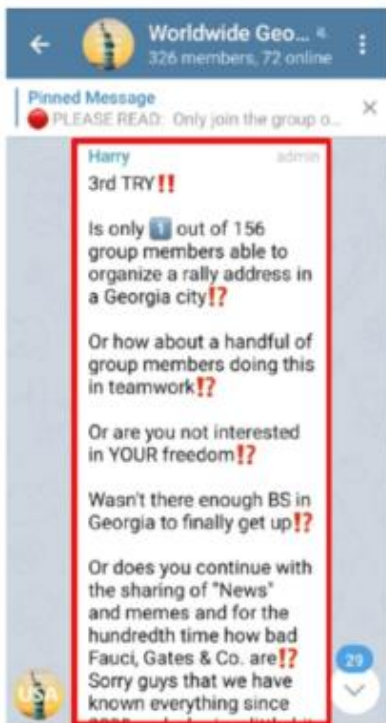 Worldwide Geo...
326 members, 72 online
Pinned Message
🔴 PLEASE READ: Only join the group o...
Harry admin
3rd TRY‼️
Is only 1️⃣ out of 156
group members able to
organize a rally address in
a Georgia city⁉️
Or how about a handful of
group members doing this
in teamwork⁉️
Or are you not interested
in YOUR freedom⁉️
Wasn't there enough BS in
Georgia to finally get up⁉️
Or does you continue with
the sharing of "News"
and memes and for the
hundredth time how bad
Fauci, Gates & Co. are⁉️
29
USA
Sorry guys that we have
known everything since